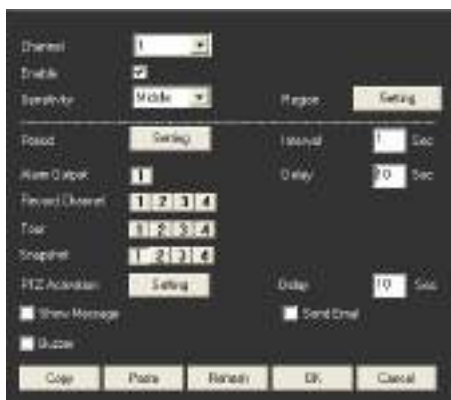 Channel 1
Enable
Sensitivity Middle Region Setting
Period Setting Interval 1 Sec
Alarm Output 1 Delay 10 Sec
Record Channel 1 2 3 4
Tour 1 2 3 4
Snapshot 1 2 3 4
PTZ Activation Setting Delay 10 Sec
Show Message Send Email
Buzzer
Copy Paste Refresh OK Cancel